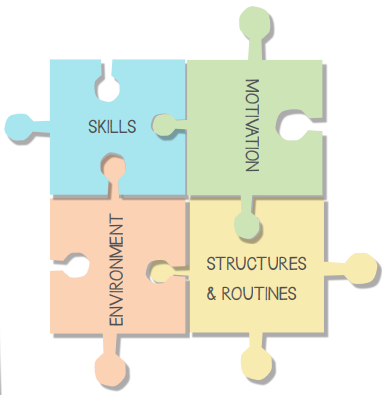 SKILLS
MOTIVATION
ENVIRONMENT
STRUCTURES
& ROUTINES